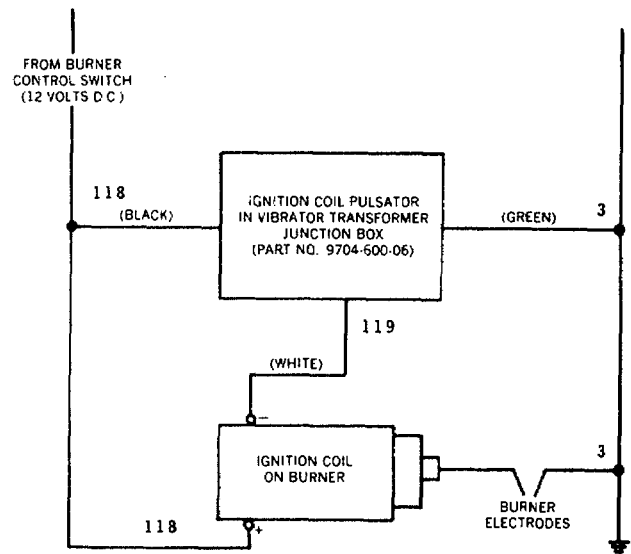 FROM BURNER
CONTROL SWITCH
(12 VOLTS D C)
118
(BLACK)
IGNITION COIL PULSATOR
IN VIBRATOR TRANSFORMER
JUNCTION BOX
(PART NO. 9704-600-06)
(GREEN)
3
119
(WHITE)
−
IGNITION COIL
ON BURNER
3
BURNER
ELECTRODES
118
+